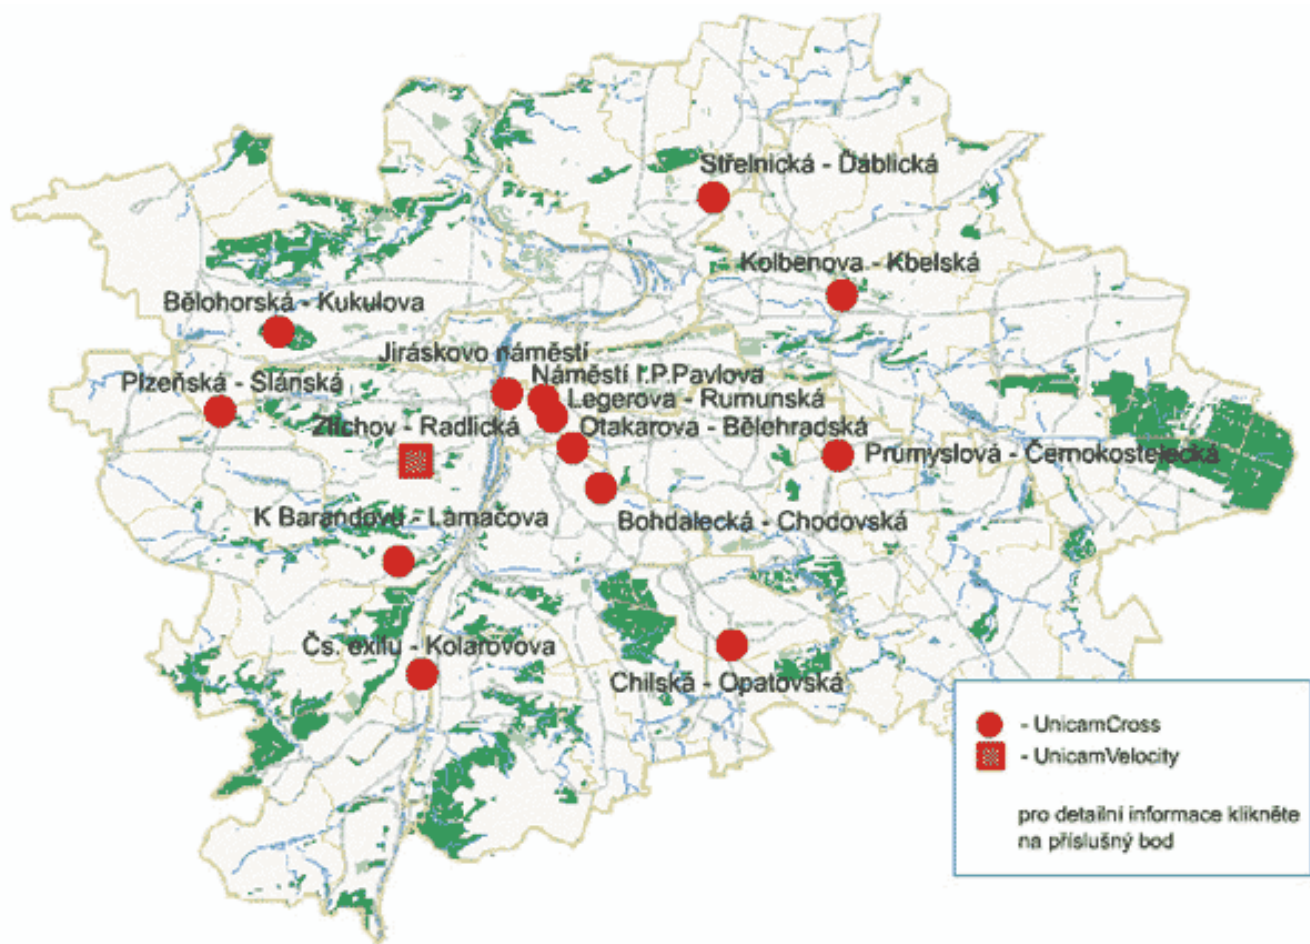 Střelnická - Ďáblická
Kolbenova - Kbelská
Bělohorská - Kukulova
Jiráskovo náměstí
Náměstí I.P.Pavlova
Plzeňská - Slánská
Legerova - Rumunská
Zlíchov - Radlická
Otakarova - Bělehradská
Průmyslová - Černokostelecká
K Barandovu - Lamačova
Bohdalecká - Chodovská
Čs. exilu - Kolarovova
Chilská - Opatovská
- UnicamCross
- UnicamVelocity
pro detailní informace klikněte
na příslušný bod